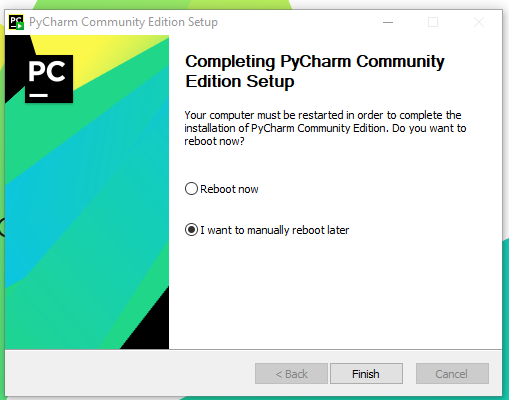 PC PyCharm Community Edition Setup
PC
Completing PyCharm Community
Edition Setup
Your computer must be restarted in order to complete the
installation of PyCharm Community Edition. Do you want to
reboot now?
Reboot now
I want to manually reboot later
< Back
Finish
Cancel